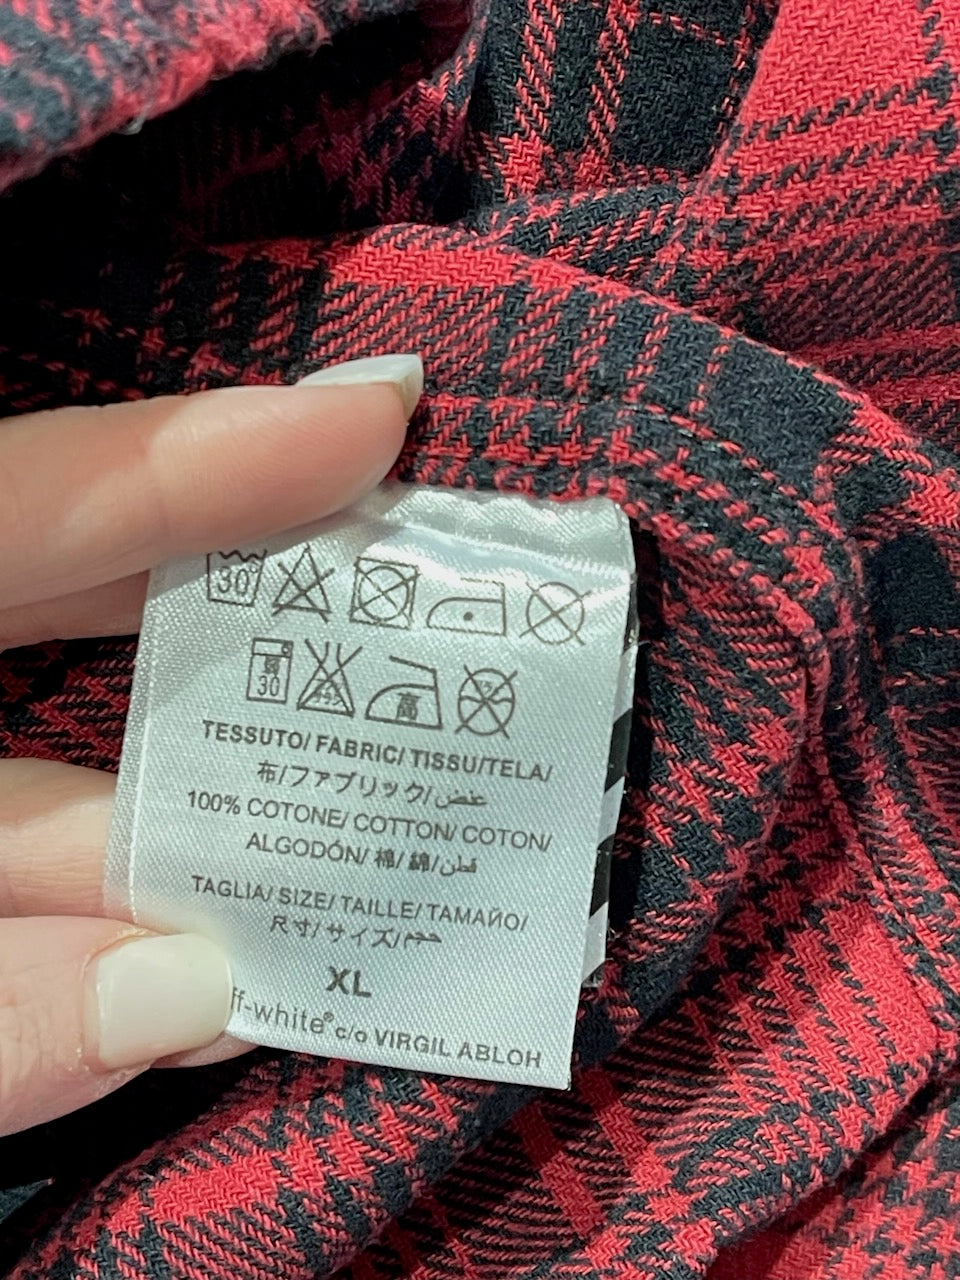 30
30 高
TESSUTO/ FABRIC/ TISSU/TELA/
布/ファブリック/
100% COTONE/ COTTON/ COTON/
ALGODÓN/ 棉/ 綿/قطن
TAGLIA/ SIZE/ TAILLE/ TAMAÑO/
尺寸/サイズ/حجم
XL
ff-white® c/o VIRGIL ABLOH